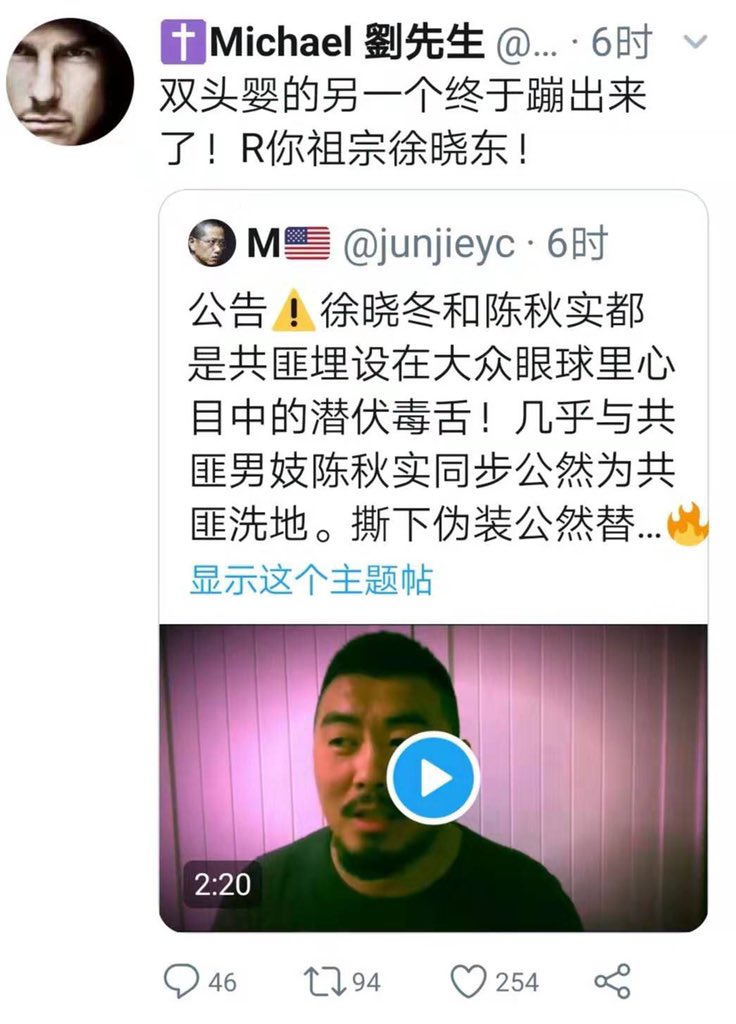 ✝️Michael 劉先生 @... · 6时
双头婴的另一个终于蹦出来
了！R你祖宗徐晓东！
M🇺🇸 @junjieyc · 6时
公告⚠️徐晓冬和陈秋实都
是共匪埋设在大众眼球里心
目中的潜伏毒舌！几乎与共
匪男妓陈秋实同步公然为共
匪洗地。撕下伪装公然替...🔥
显示这个主题帖
2:20
46 94 254